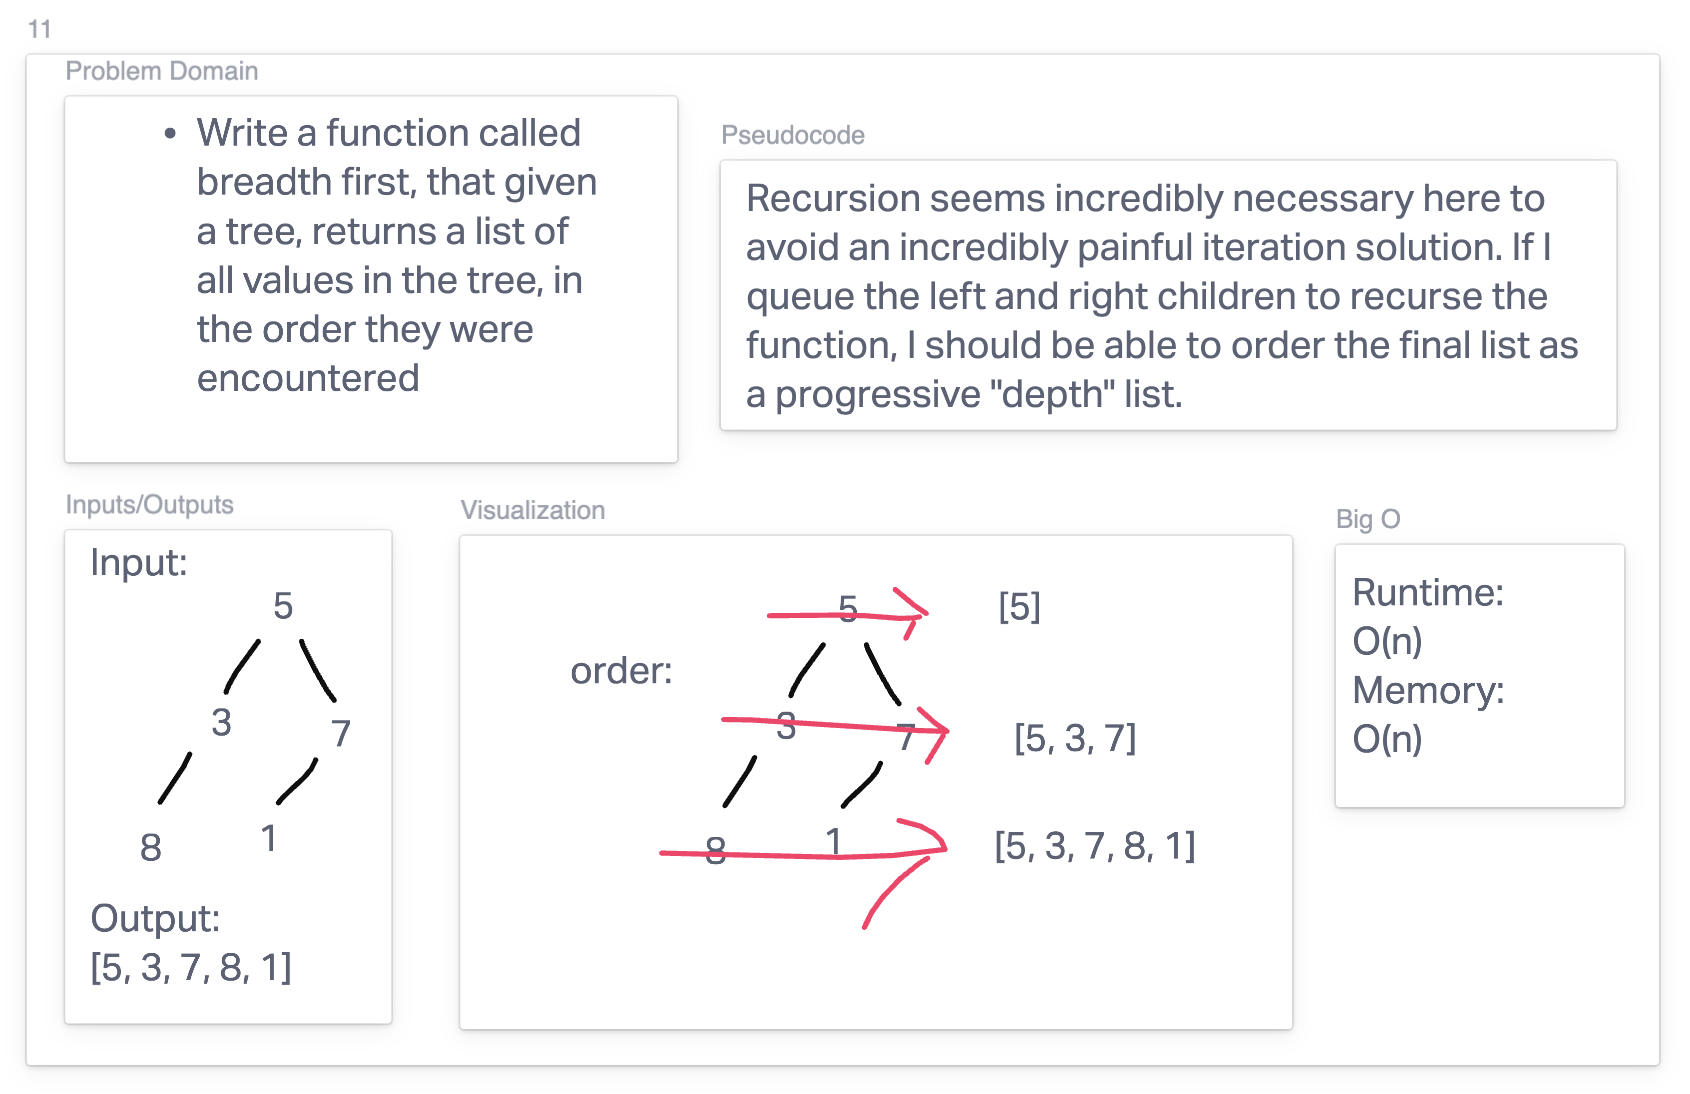 11
Problem Domain
• Write a function called
breadth first, that given
a tree, returns a list of
all values in the tree, in
the order they were
encountered
Pseudocode
Recursion seems incredibly necessary here to
avoid an incredibly painful iteration solution. If I
queue the left and right children to recurse the
function, I should be able to order the final list as
a progressive "depth" list.
Inputs/Outputs
Input:
5
3
7
8
1
Output:
[5, 3, 7, 8, 1]
Visualization
5 [5]
order:
3 7 [5, 3, 7]
8 1 [5, 3, 7, 8, 1]
Big O
Runtime:
O(n)
Memory:
O(n)